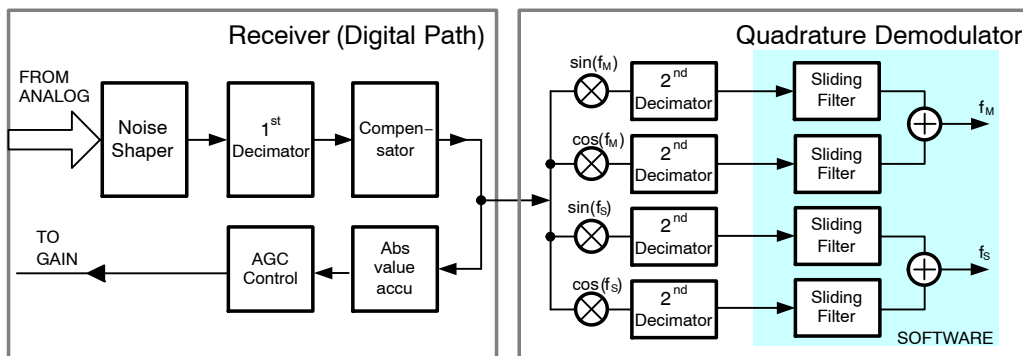 Receiver (Digital Path)
FROM
ANALOG
Noise
Shaper
1st
Decimator
Compen–
sator
TO
GAIN
AGC
Control
Abs
value
accu
Quadrature Demodulator
sin(fM)
2nd
Decimator
Sliding
Filter
fM
cos(fM)
2nd
Decimator
Sliding
Filter
sin(fS)
2nd
Decimator
Sliding
Filter
fS
cos(fS)
2nd
Decimator
Sliding
Filter
SOFTWARE